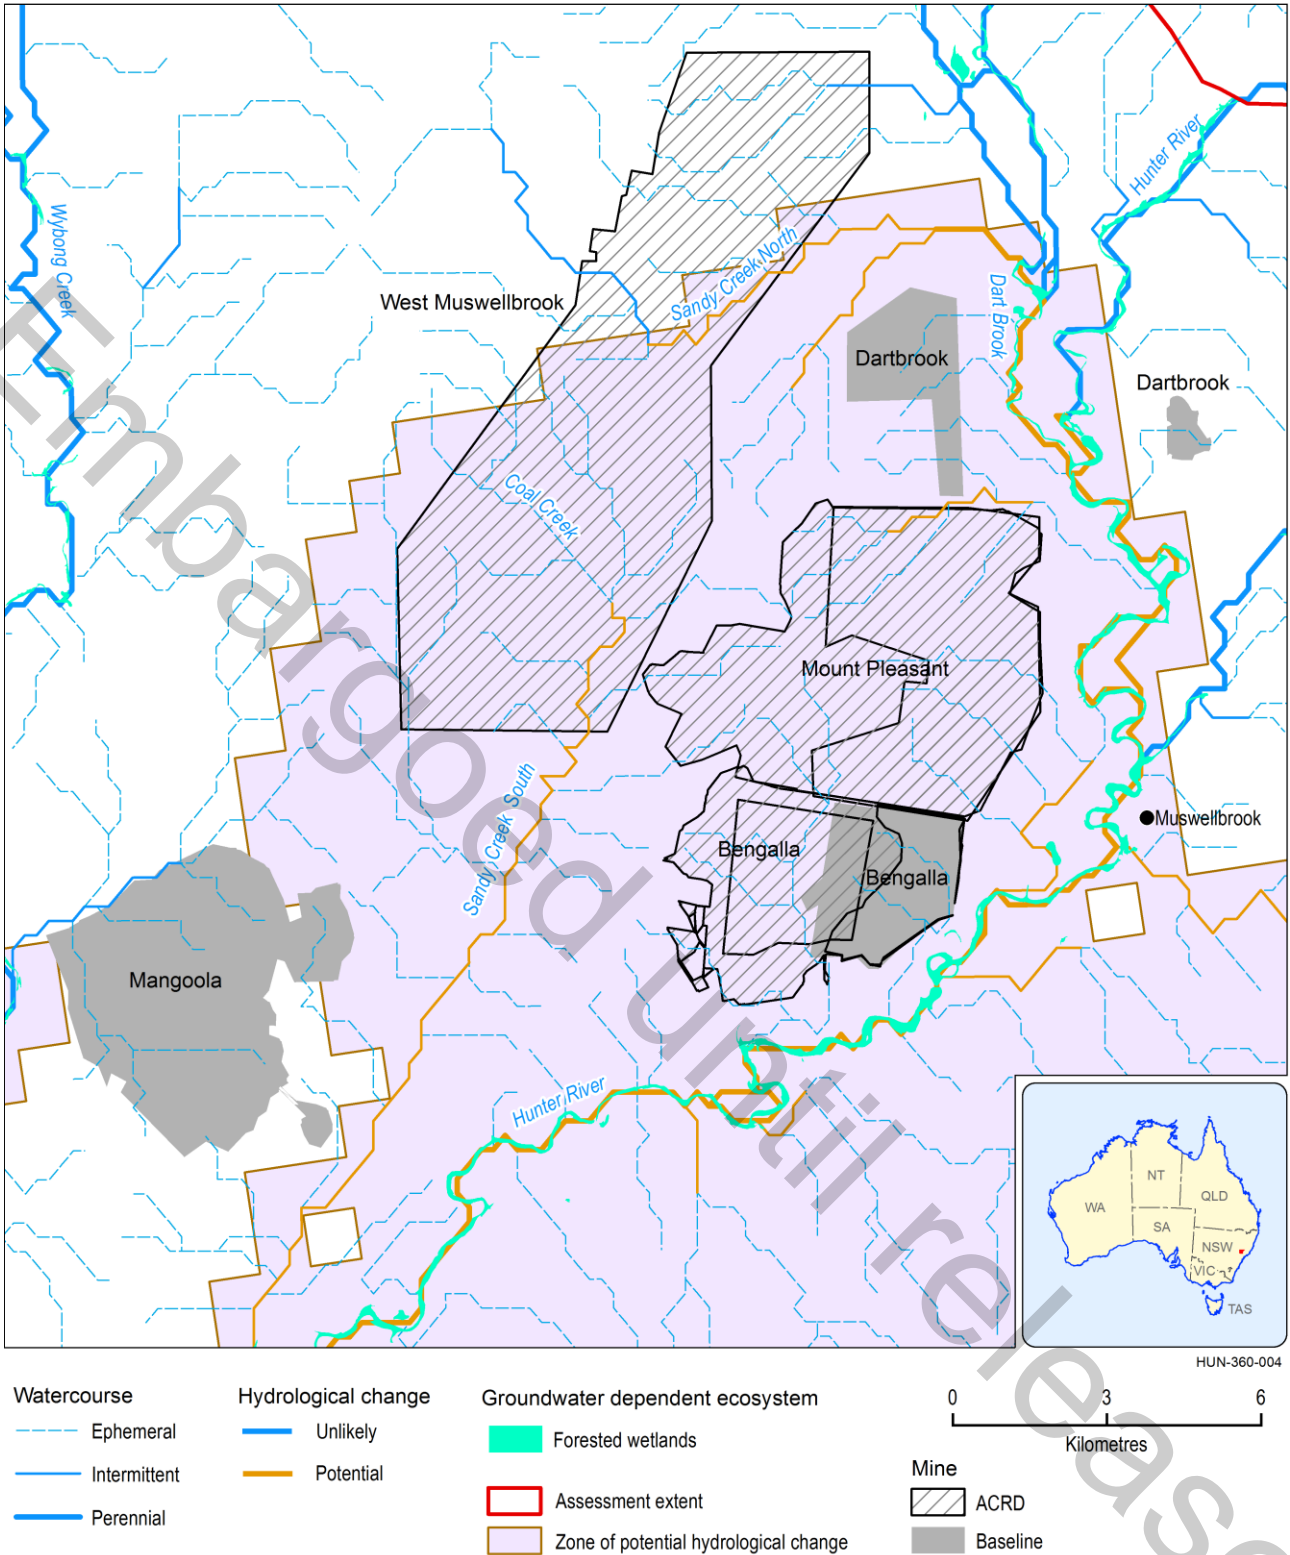 Hunter River
Wybong Creek
Sandy Creek North
West Muswellbrook
Dart Brook
Dartbrook
Dartbrook
Coal Creek
Mount Pleasant
Sandy Creek South
Muswellbrook
Bengalla
Bengalla
Mangoola
Hunter River
Embargoed until release
NT
QLD
WA
SA
NSW
VIC
TAS
HUN-360-004
Watercourse
Ephemeral
Intermittent
Perennial
Hydrological change
Unlikely
Potential
Groundwater dependent ecosystem
Forested wetlands
Assessment extent
Zone of potential hydrological change
0 3 6
Kilometres
Mine
ACRD
Baseline